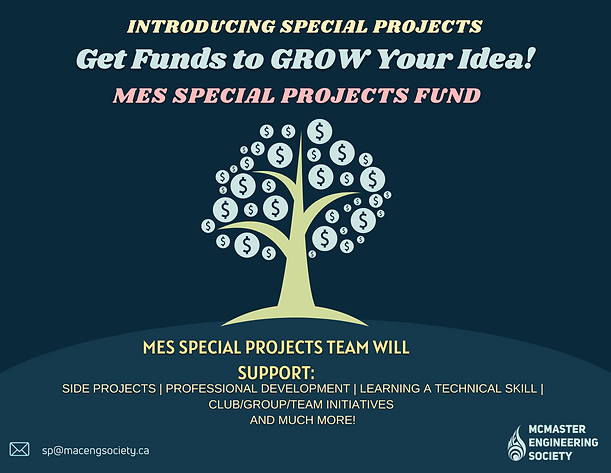 INTRODUCING SPECIAL PROJECTS
Get Funds to GROW Your Idea!
MES SPECIAL PROJECTS FUND
MES SPECIAL PROJECTS TEAM WILL
SUPPORT:
SIDE PROJECTS | PROFESSIONAL DEVELOPMENT | LEARNING A TECHNICAL SKILL |
CLUB/GROUP/TEAM INITIATIVES
AND MUCH MORE!
sp@macengsociety.ca
MCMASTER
ENGINEERING
SOCIETY